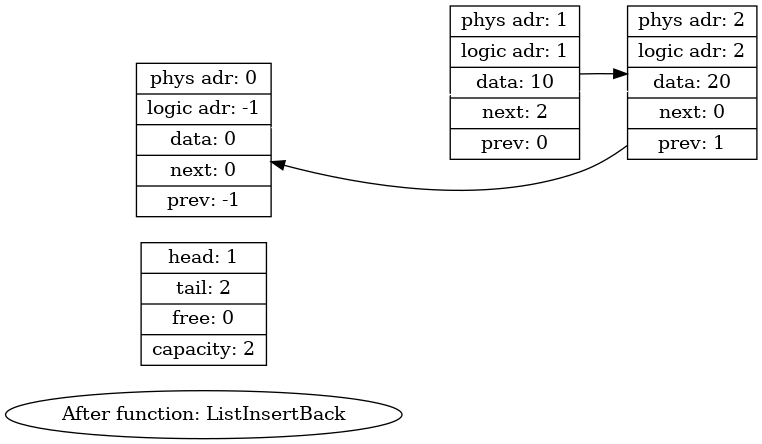 phys adr: 0
logic adr: -1
data: 0
next: 0
prev: -1
phys adr: 1
logic adr: 1
data: 10
next: 2
prev: 0
phys adr: 2
logic adr: 2
data: 20
next: 0
prev: 1
head: 1
tail: 2
free: 0
capacity: 2
After function: ListInsertBack